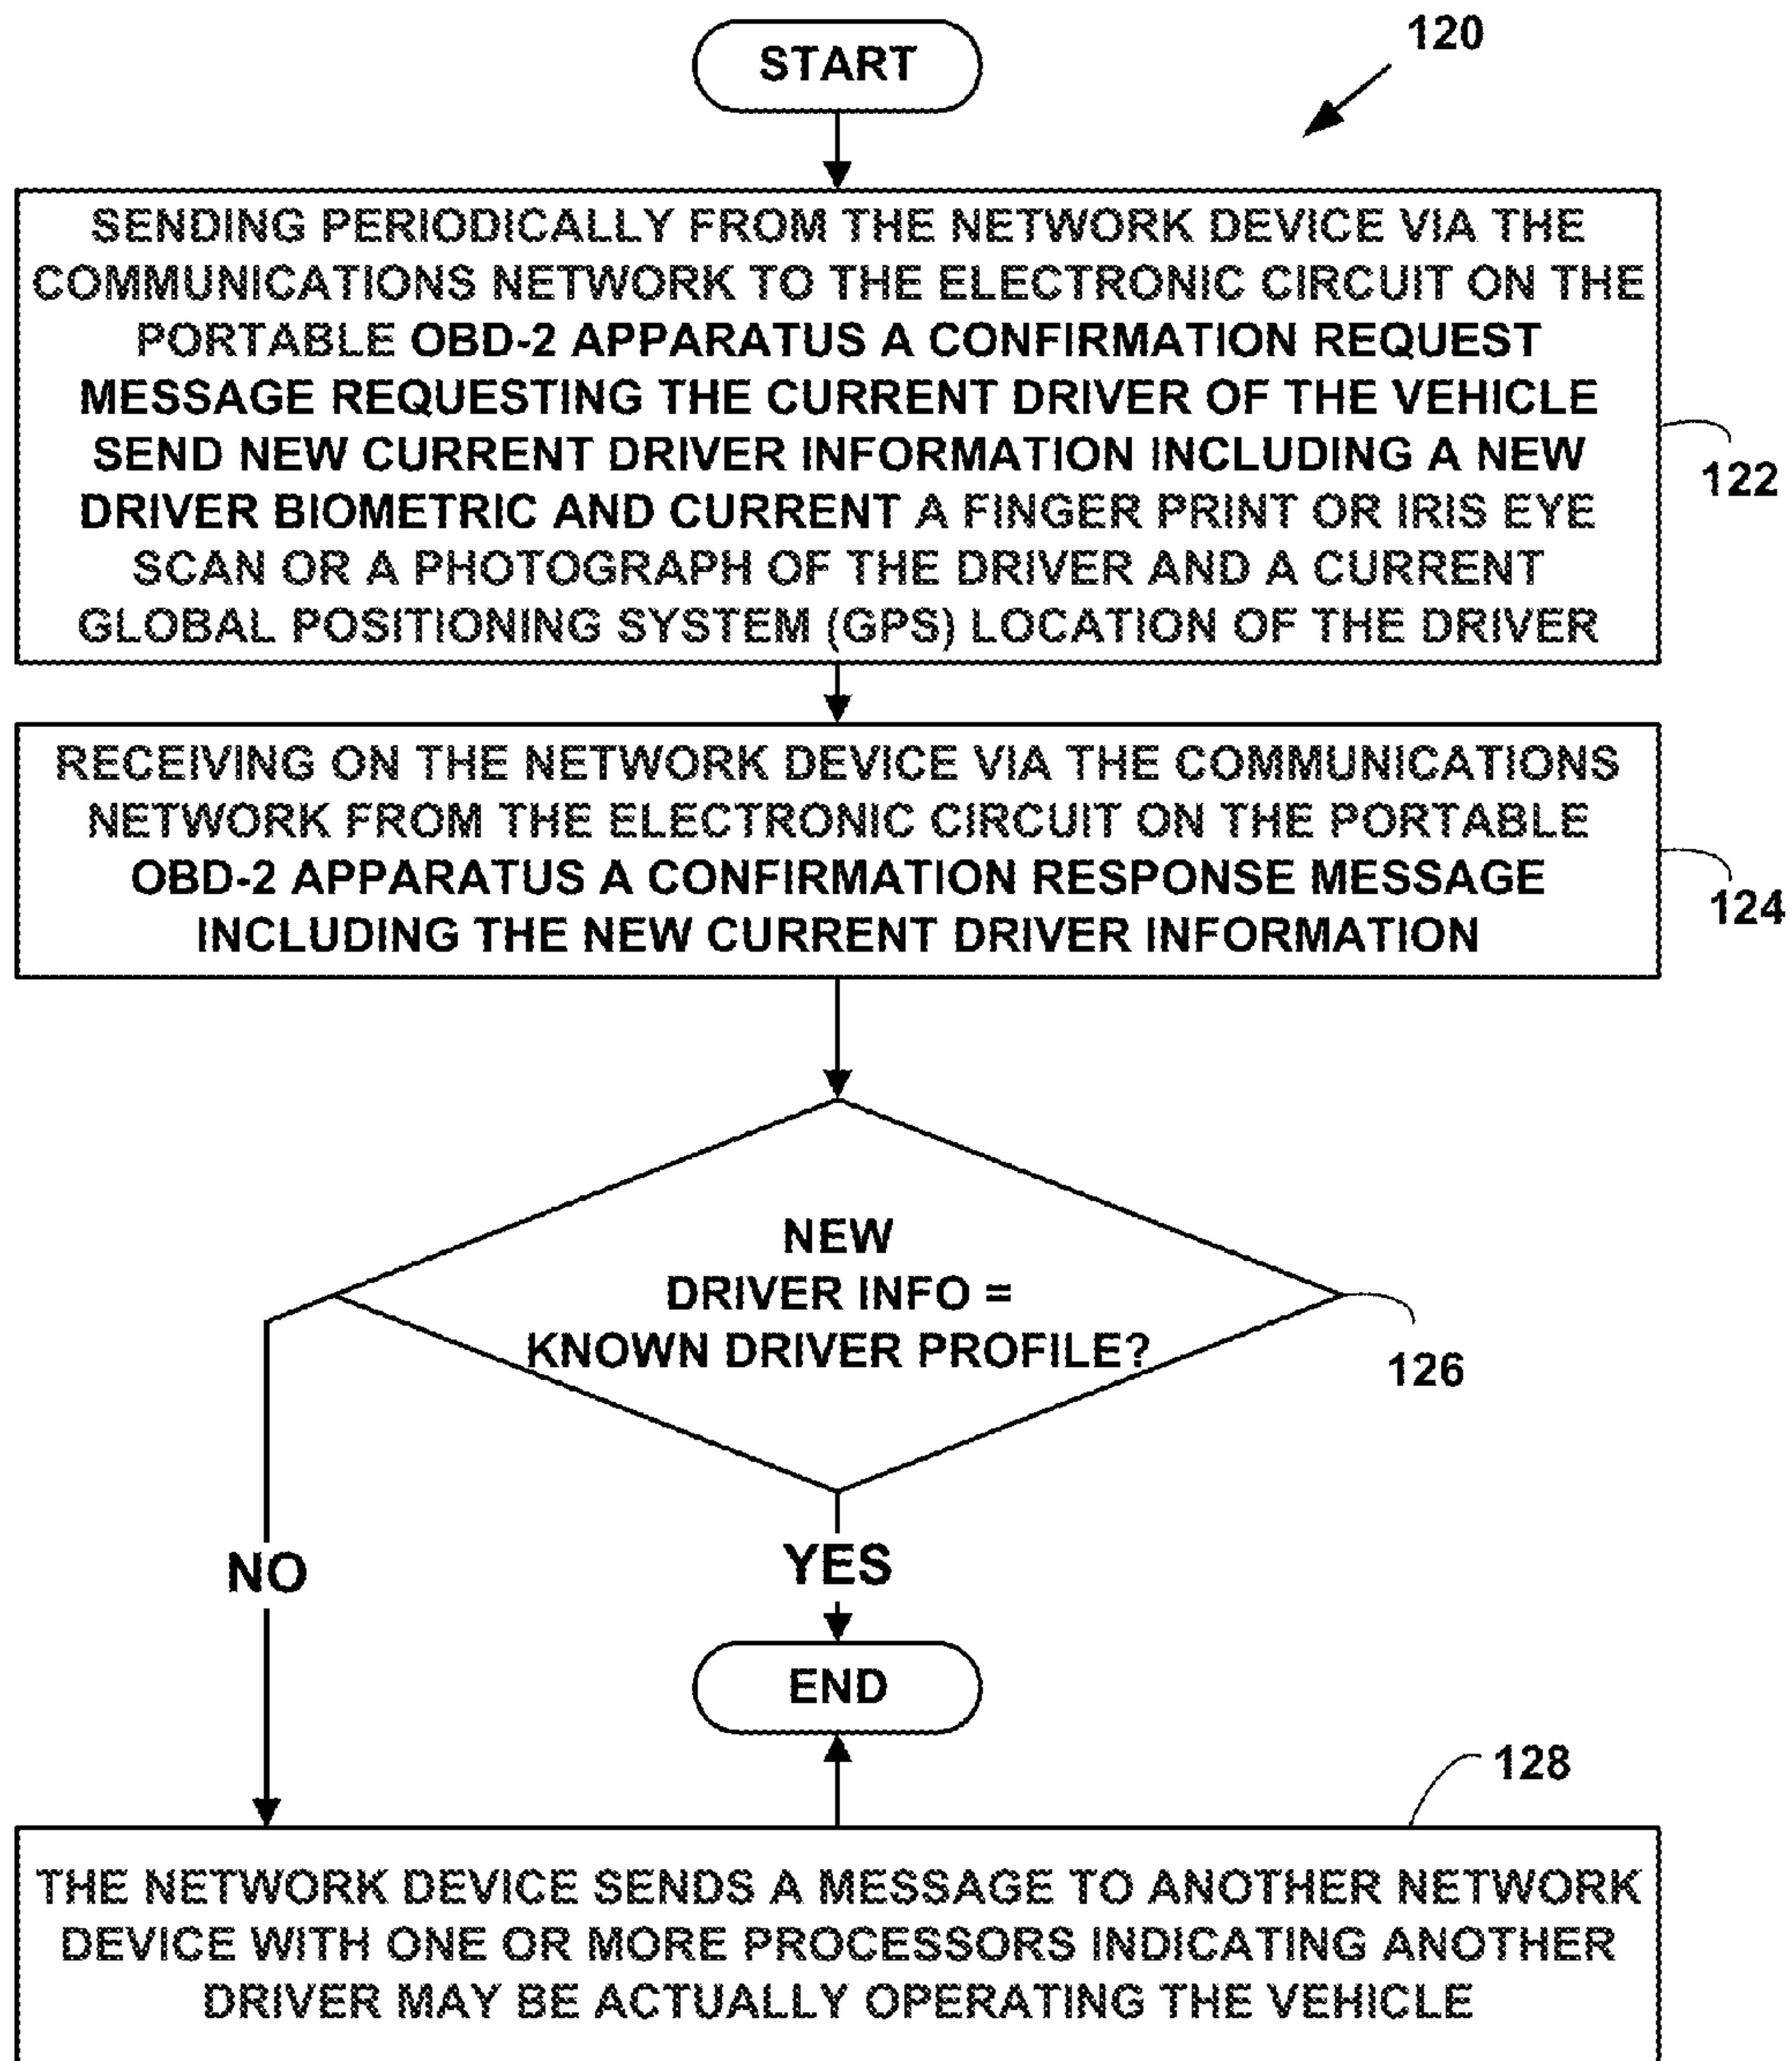 START
120
SENDING PERIODICALLY FROM THE NETWORK DEVICE VIA THE
COMMUNICATIONS NETWORK TO THE ELECTRONIC CIRCUIT ON THE
PORTABLE OBD-2 APPARATUS A CONFIRMATION REQUEST
MESSAGE REQUESTING THE CURRENT DRIVER OF THE VEHICLE
SEND NEW CURRENT DRIVER INFORMATION INCLUDING A NEW
DRIVER BIOMETRIC AND CURRENT A FINGER PRINT OR IRIS EYE
SCAN OR A PHOTOGRAPH OF THE DRIVER AND A CURRENT
GLOBAL POSITIONING SYSTEM (GPS) LOCATION OF THE DRIVER
122
RECEIVING ON THE NETWORK DEVICE VIA THE COMMUNICATIONS
NETWORK FROM THE ELECTRONIC CIRCUIT ON THE PORTABLE
OBD-2 APPARATUS A CONFIRMATION RESPONSE MESSAGE
INCLUDING THE NEW CURRENT DRIVER INFORMATION
124
NEW
DRIVER INFO =
KNOWN DRIVER PROFILE?
126
NO
YES
END
128
THE NETWORK DEVICE SENDS A MESSAGE TO ANOTHER NETWORK
DEVICE WITH ONE OR MORE PROCESSORS INDICATING ANOTHER
DRIVER MAY BE ACTUALLY OPERATING THE VEHICLE